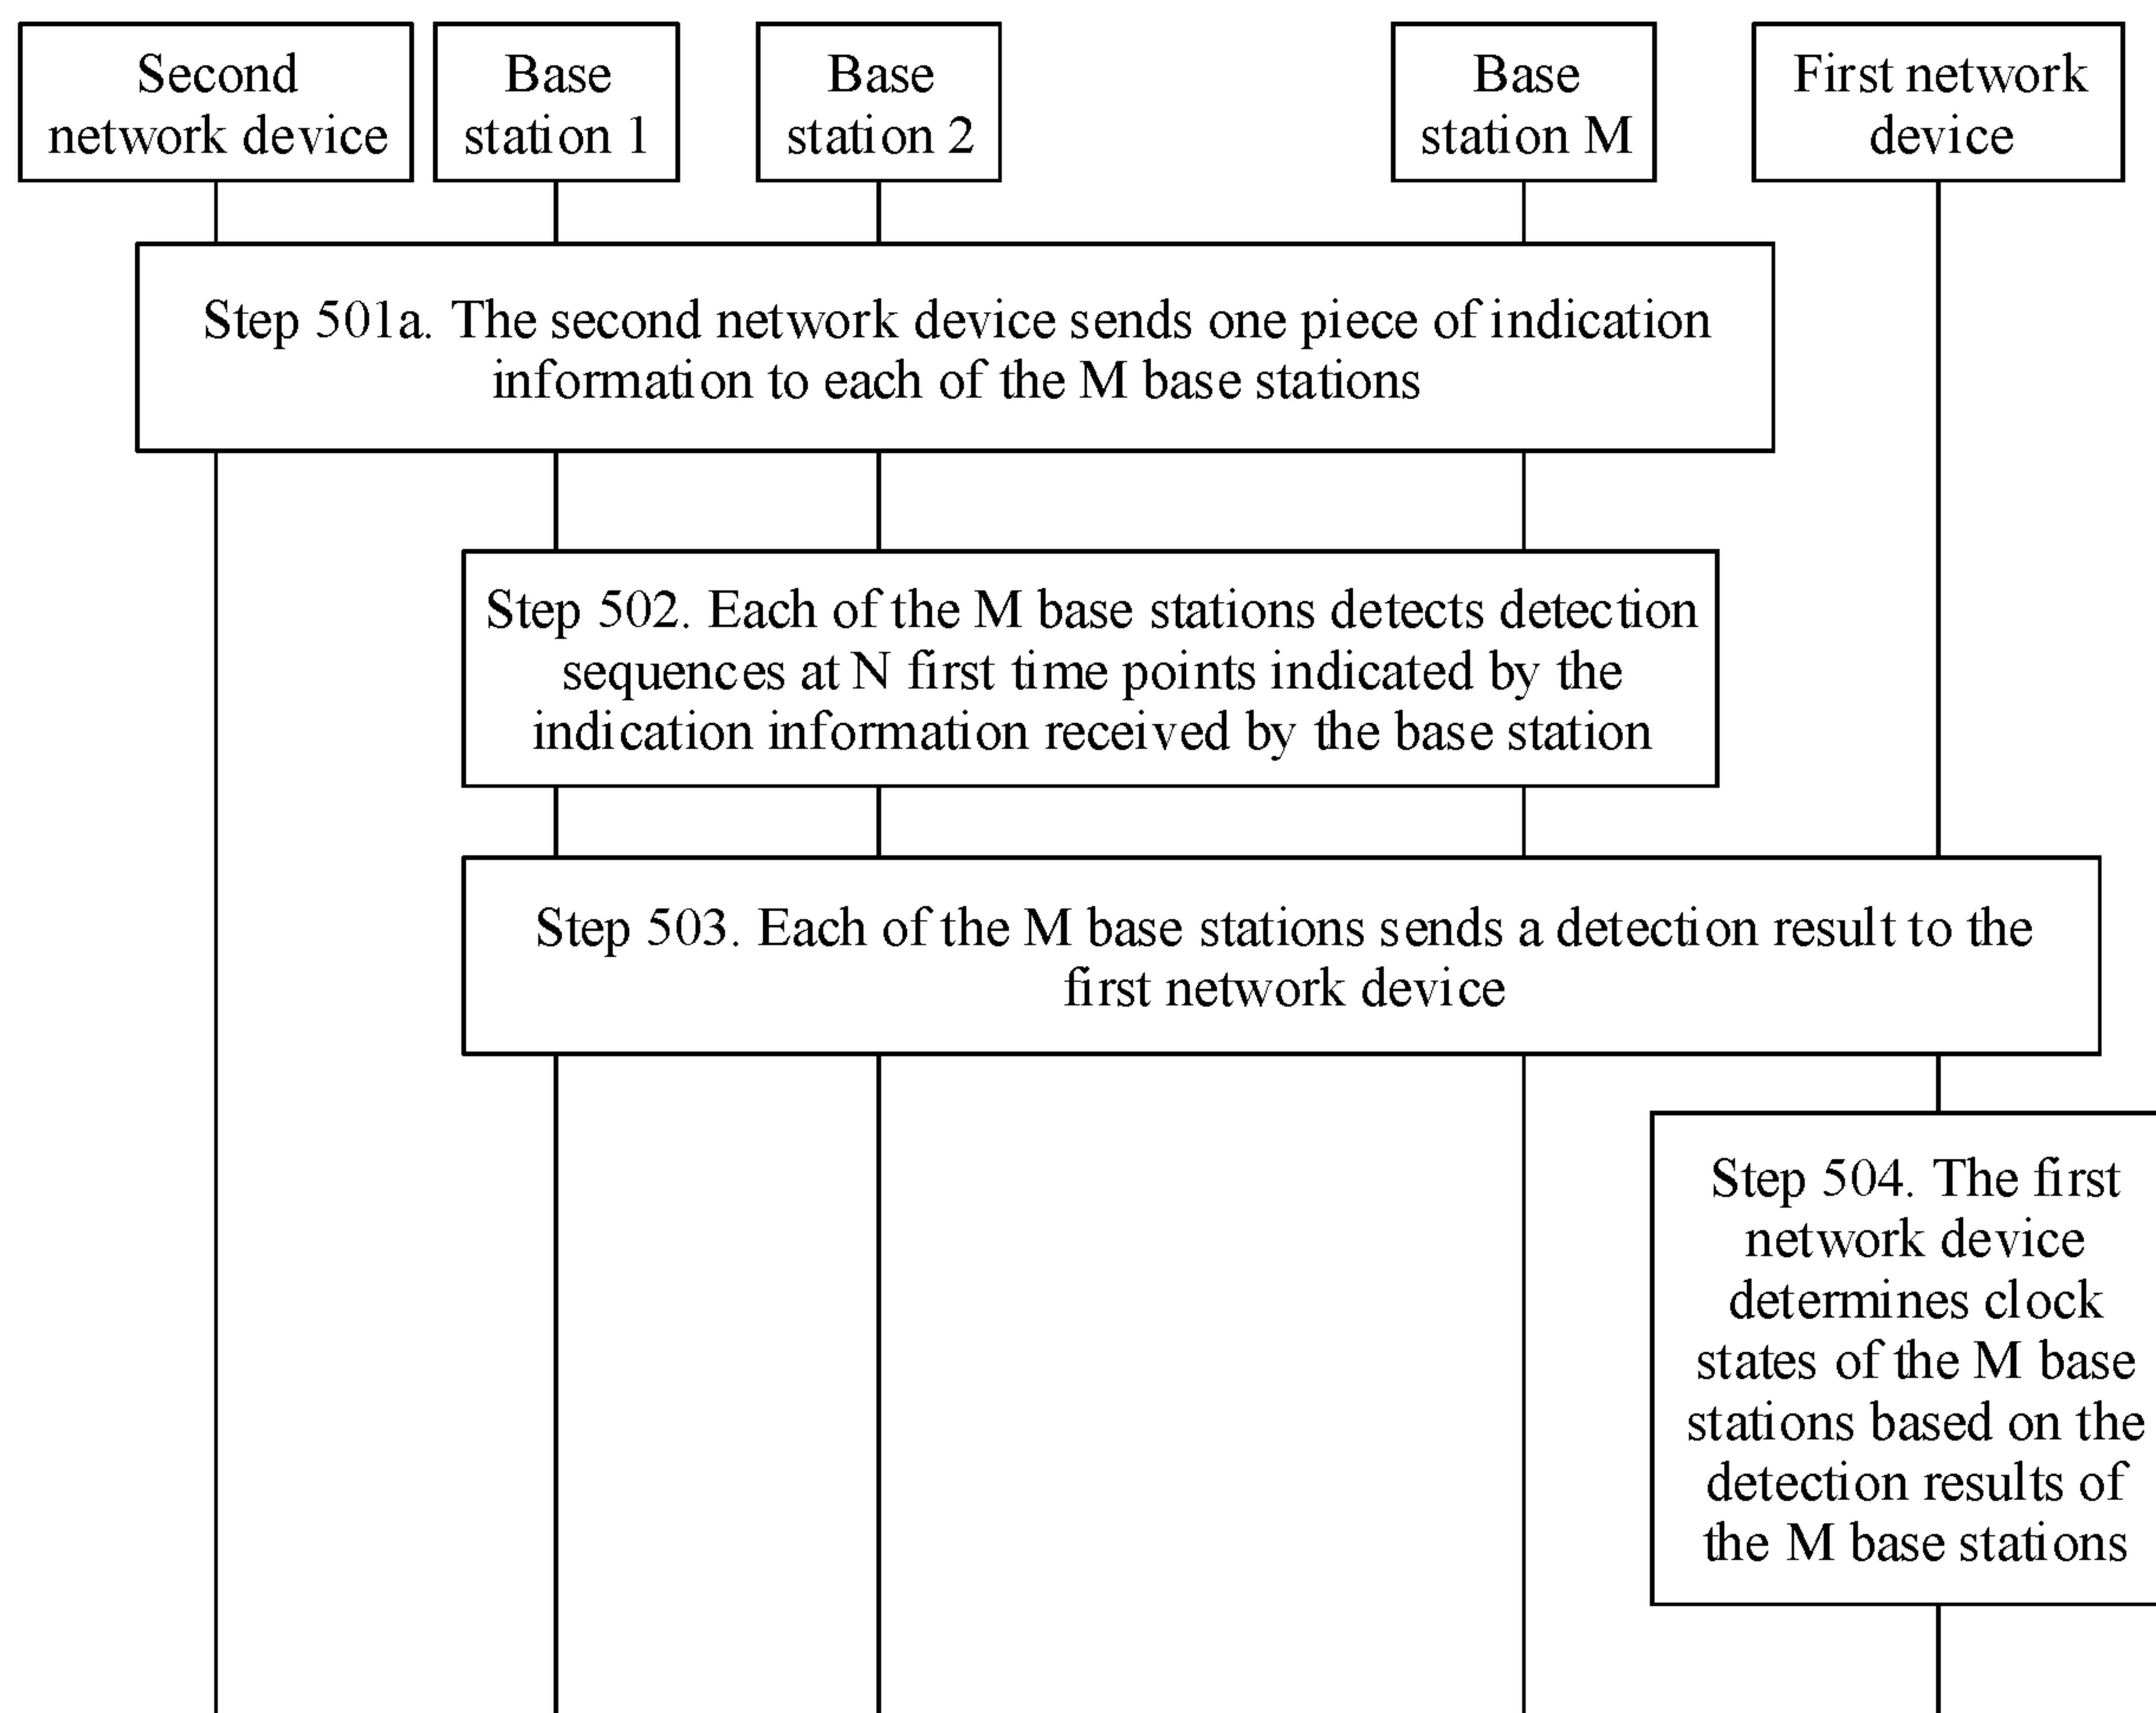 Second
network device
Base
station 1
Base
station 2
Base
station M
First network
device
Step 501a. The second network device sends one piece of indication
information to each of the M base stations
Step 502. Each of the M base stations detects detection
sequences at N first time points indicated by the
indication information received by the base station
Step 503. Each of the M base stations sends a detection result to the
first network device
Step 504. The first
network device
determines clock
states of the M base
stations based on the
detection results of
the M base stations